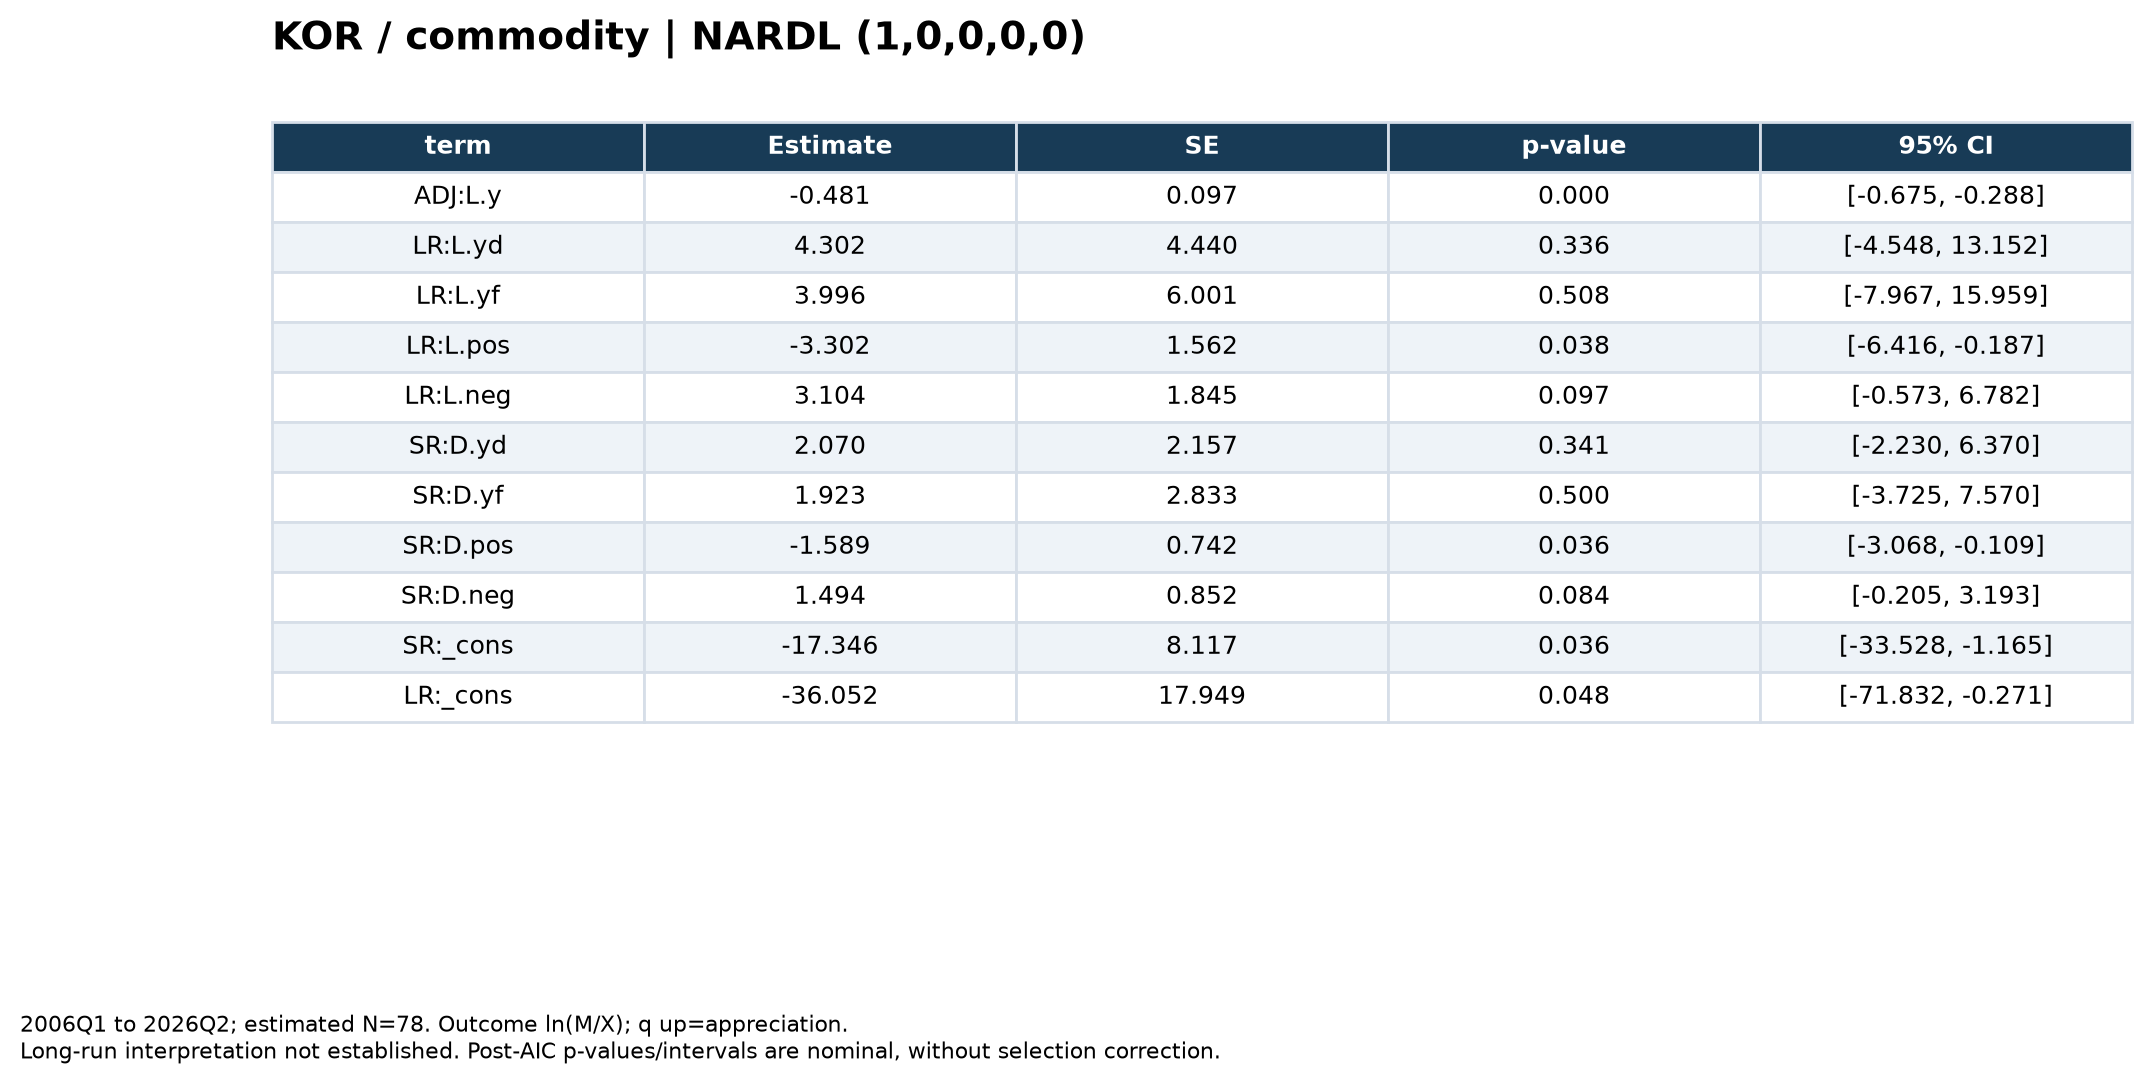 KOR / commodity | NARDL (1,0,0,0,0)
term Estimate SE p-value 95% CI
ADJ:L.y -0.481 0.097 0.000 [-0.675, -0.288]
LR:L.yd 4.302 4.440 0.336 [-4.548, 13.152]
LR:L.yf 3.996 6.001 0.508 [-7.967, 15.959]
LR:L.pos -3.302 1.562 0.038 [-6.416, -0.187]
LR:L.neg 3.104 1.845 0.097 [-0.573, 6.782]
SR:D.yd 2.070 2.157 0.341 [-2.230, 6.370]
SR:D.yf 1.923 2.833 0.500 [-3.725, 7.570]
SR:D.pos -1.589 0.742 0.036 [-3.068, -0.109]
SR:D.neg 1.494 0.852 0.084 [-0.205, 3.193]
SR:_cons -17.346 8.117 0.036 [-33.528, -1.165]
LR:_cons -36.052 17.949 0.048 [-71.832, -0.271]
2006Q1 to 2026Q2; estimated N=78. Outcome ln(M/X); q up=appreciation.
Long-run interpretation not established. Post-AIC p-values/intervals are nominal, without selection correction.